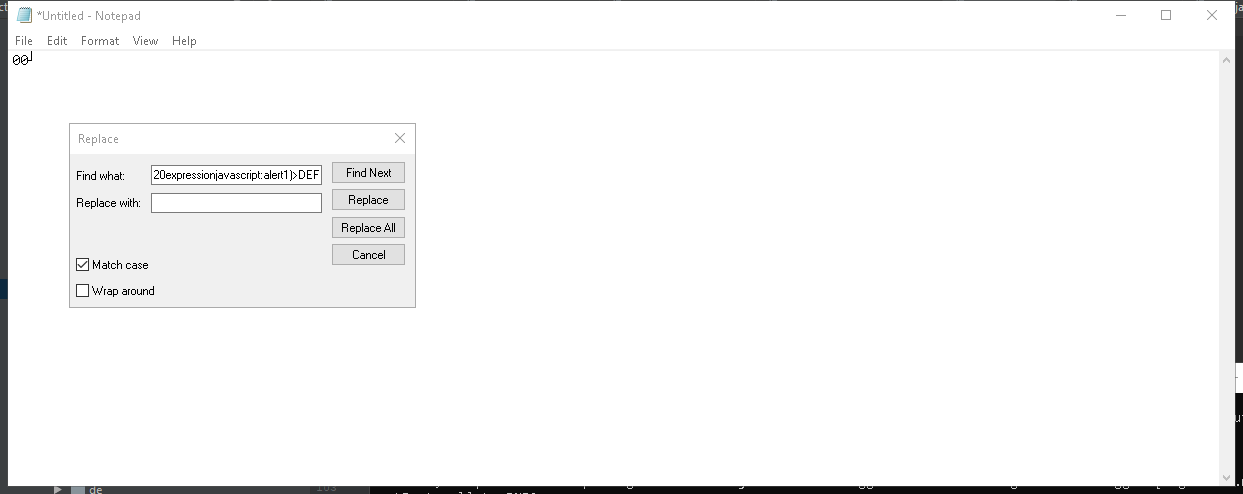 *Untitled - Notepad
File Edit Format View Help
00┘
Replace
Find what: 20expressionjavascript:alert1)>DEF Find Next
Replace with: Replace
Replace All
Cancel
Match case
Wrap around
de
103